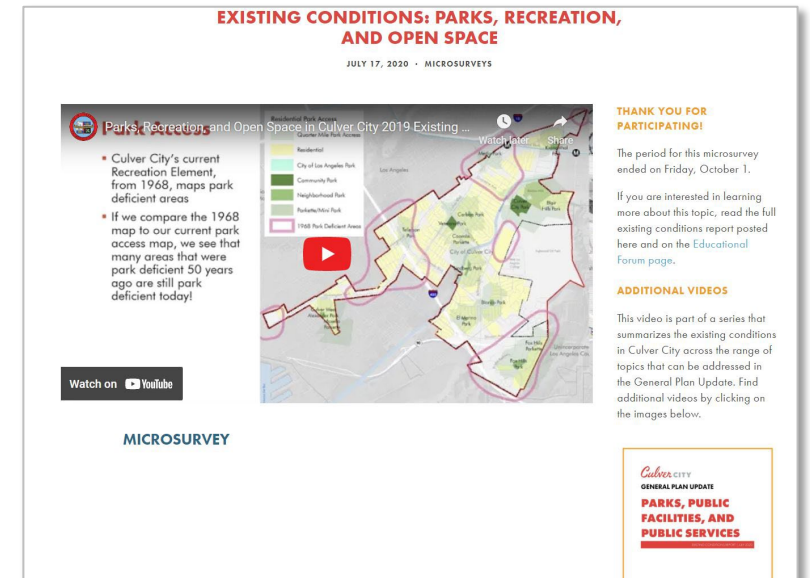 EXISTING CONDITIONS: PARKS, RECREATION,
AND OPEN SPACE
JULY 17, 2020 · MICROSURVEYS
Parks, Recreation, and Open Space in Culver City 2019 Existing ...
Watch later
Share
Park Access
▪ Culver City's current
Recreation Element,
from 1968, maps park
deficient areas
▪ If we compare the 1968
map to our current park
access map, we see that
many areas that were
park deficient 50 years
ago are still park
deficient today!
Residential Park Access
Quarter Mile Park Access
Residential
City of Los Angeles Park
Community Park
Neighborhood Park
Parkette/Mini Park
1968 Park Deficient Areas
Los Angeles
City of Culver City
Watch on YouTube
MICROSURVEY
THANK YOU FOR
PARTICIPATING!
The period for this microsurvey
ended on Friday, October 1.
If you are interested in learning
more about this topic, read the full
existing conditions report posted
here and on the Educational
Forum page.
ADDITIONAL VIDEOS
This video is part of a series that
summarizes the existing conditions
in Culver City across the range of
topics that can be addressed in
the General Plan Update. Find
additional videos by clicking on
the images below.
Culver CITY
GENERAL PLAN UPDATE
PARKS, PUBLIC
FACILITIES, AND
PUBLIC SERVICES